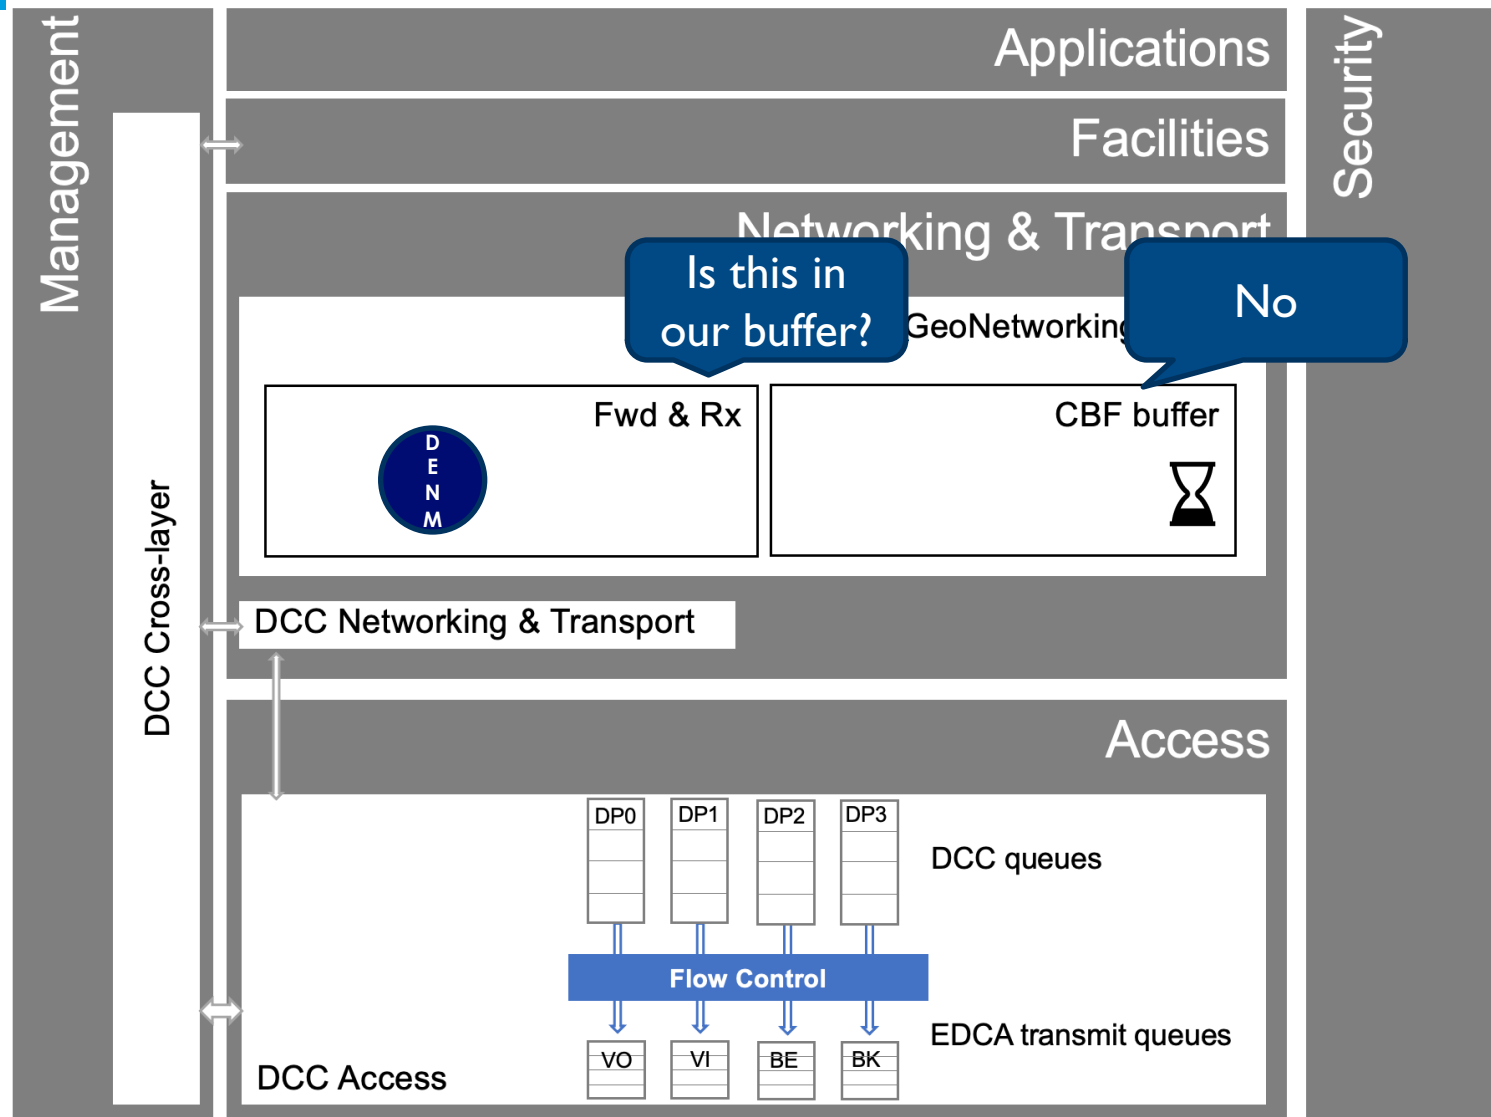 Management
Applications
Security
Facilities
Networking & Transport
Is this in
our buffer?
GeoNetworking
No
Fwd & Rx
CBF buffer
D
E
N
M
DCC Cross-layer
DCC Networking & Transport
Access
DP0
DP1
DP2
DP3
DCC queues
Flow Control
EDCA transmit queues
VO
VI
BE
BK
DCC Access